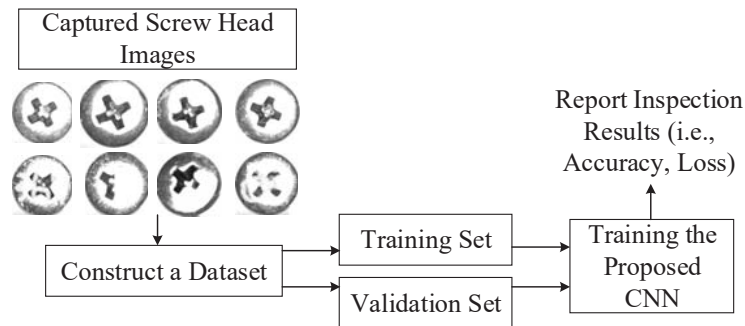 Captured Screw Head
Images
Report Inspection
Results (i.e.,
Accuracy, Loss)
Construct a Dataset
Training Set
Validation Set
Training the
Proposed
CNN